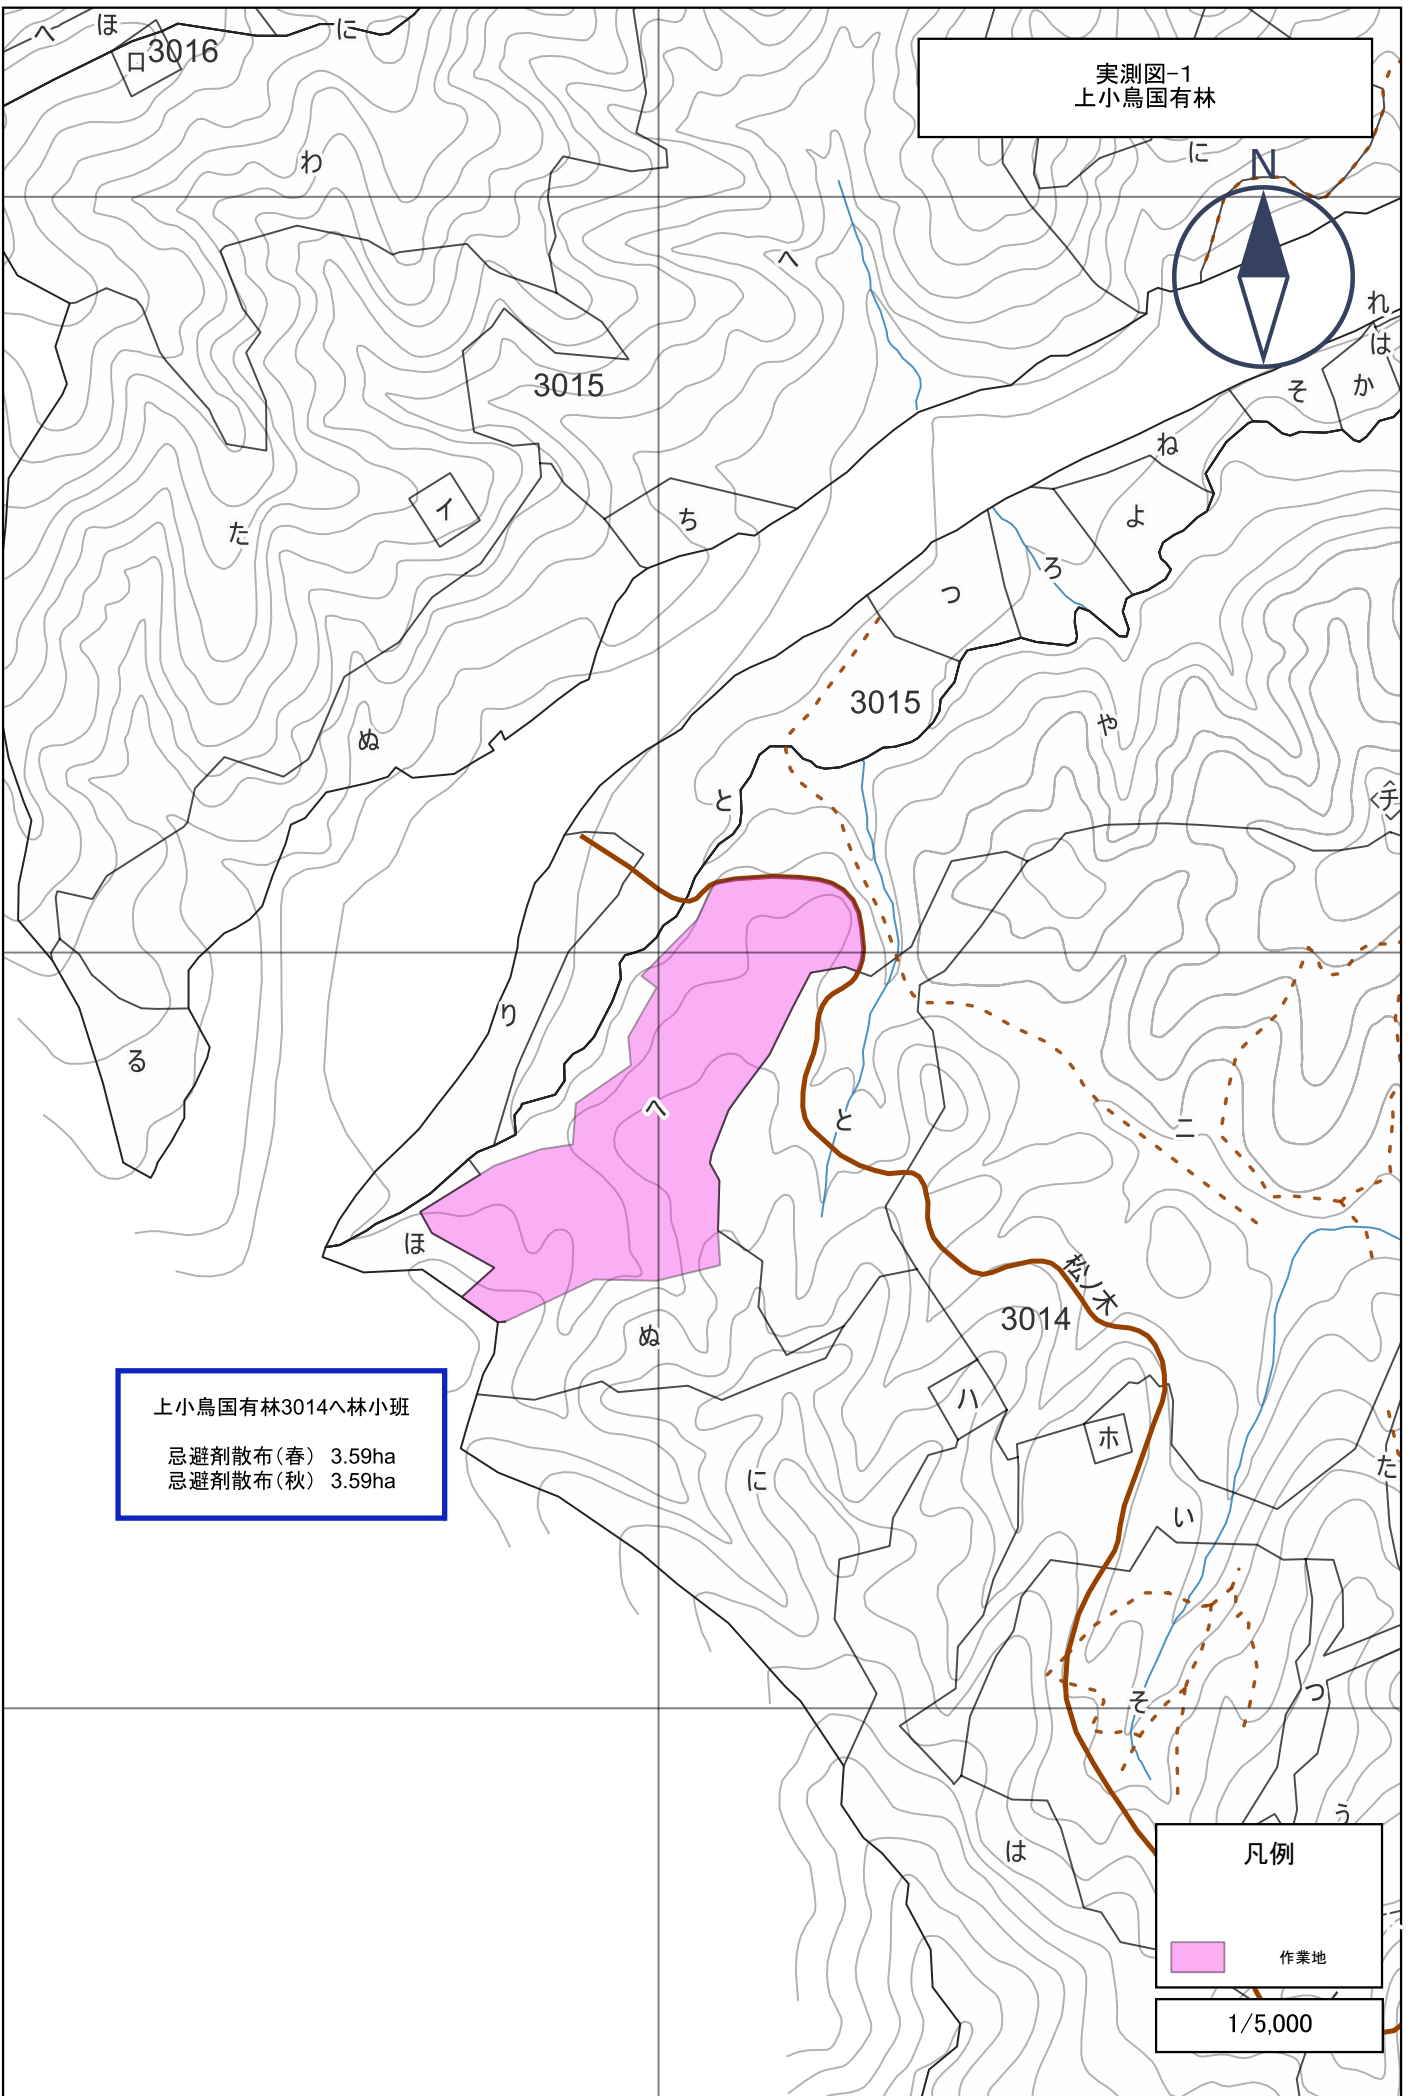 へ
ほ
に
ロ
3016
実測図-1
上小鳥国有林
に
N
わ
へ
れ
は
そ
か
3015
ね
た
イ
ち
よ
ろ
つ
3015
や
ぬ
と
り
る
へ
と
ニ
ほ
松ノ木
3014
ぬ
ハ
ホ
た
に
い
上小鳥国有林3014へ林小班
忌避剤散布（春） 3.59ha
忌避剤散布（秋） 3.59ha
そ
つ
う
は
凡例
作業地
1/5,000